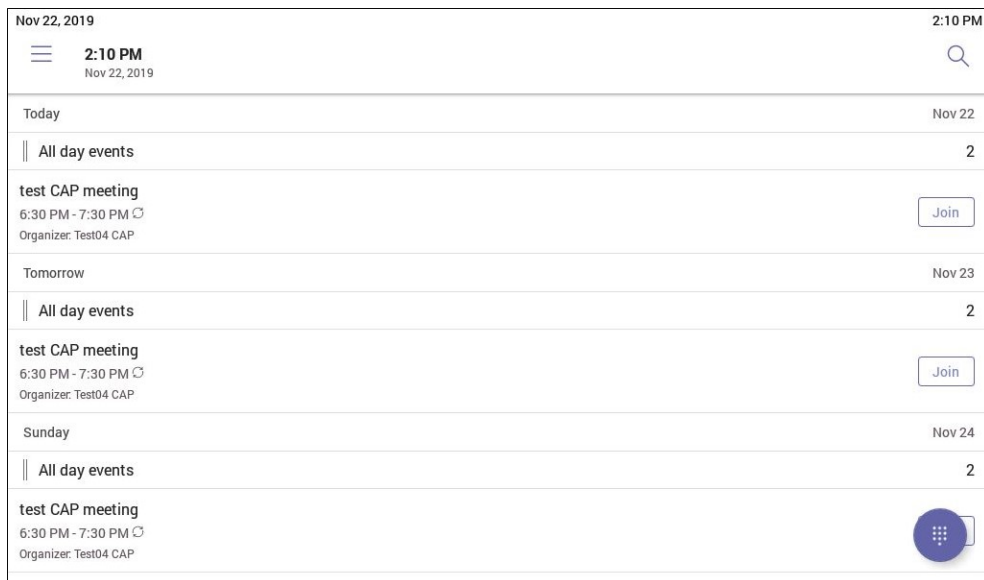 Nov 22, 2019 2:10 PM
2:10 PM
Nov 22, 2019
Today Nov 22
All day events 2
test CAP meeting
6:30 PM - 7:30 PM
Join
Organizer: Test04 CAP
Tomorrow Nov 23
All day events 2
test CAP meeting
6:30 PM - 7:30 PM
Join
Organizer: Test04 CAP
Sunday Nov 24
All day events 2
test CAP meeting
6:30 PM - 7:30 PM
Organizer: Test04 CAP